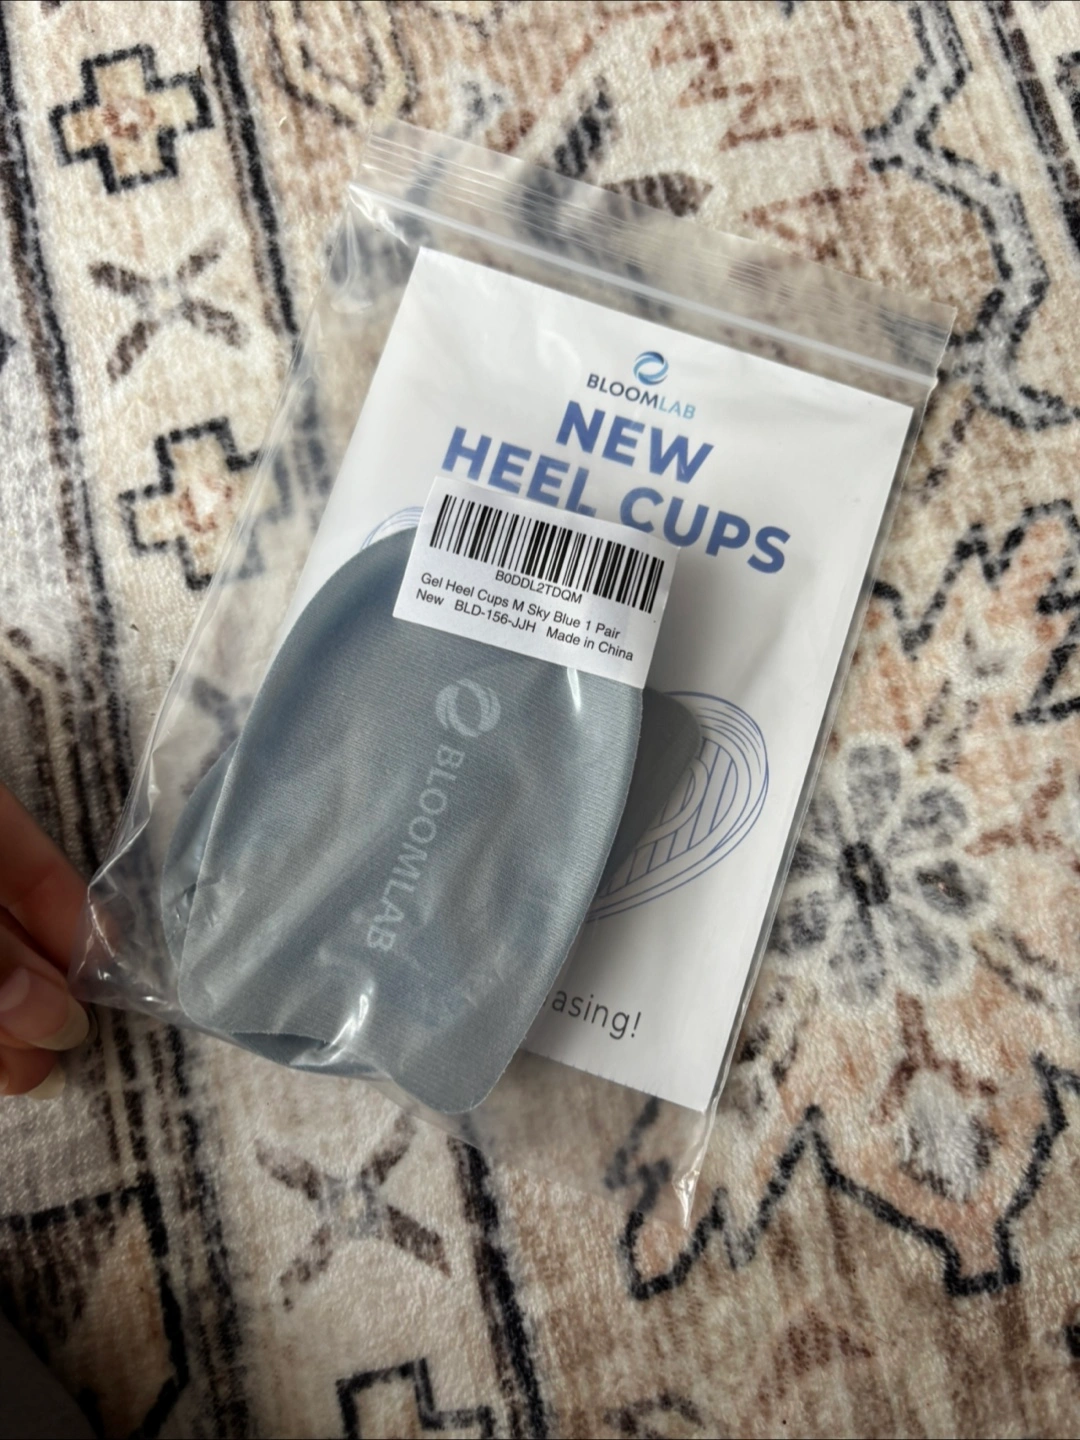 BLOOMLAB
NEW
HEEL CUPS
B0DDL2TDQM
Gel Heel Cups M Sky Blue 1 Pair
New BLD-156-JJH Made in China
BLOOMLAB